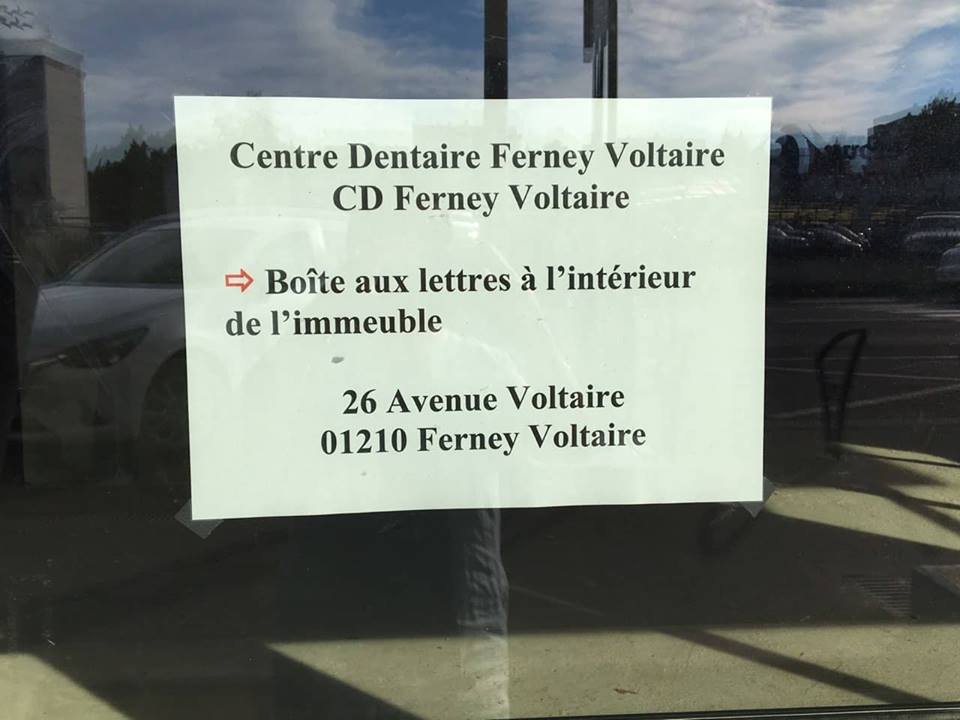 Centre Dentaire Ferney Voltaire
CD Ferney Voltaire
⇨ Boîte aux lettres à l'intérieur
de l'immeuble
26 Avenue Voltaire
01210 Ferney Voltaire